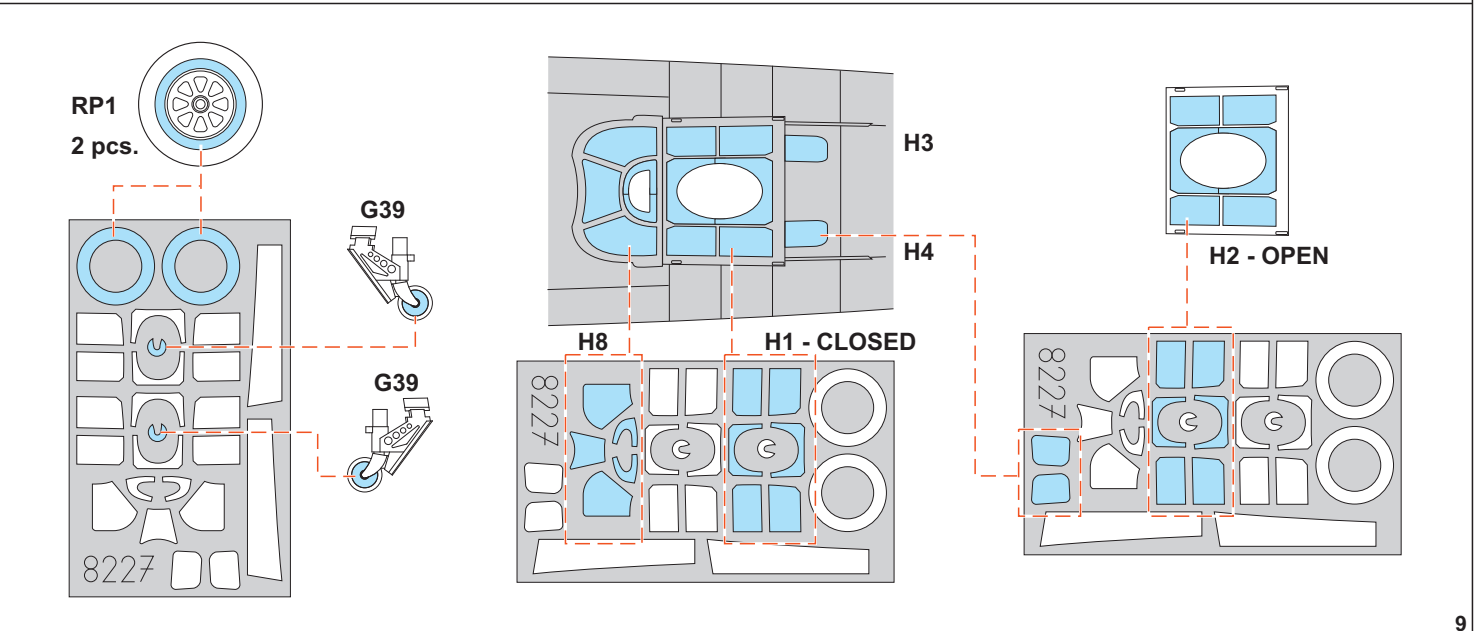 RP1
2 pcs.
G39
G39
8227
H3
H4
H8
H1 - CLOSED
8227
H2 - OPEN
8227
9